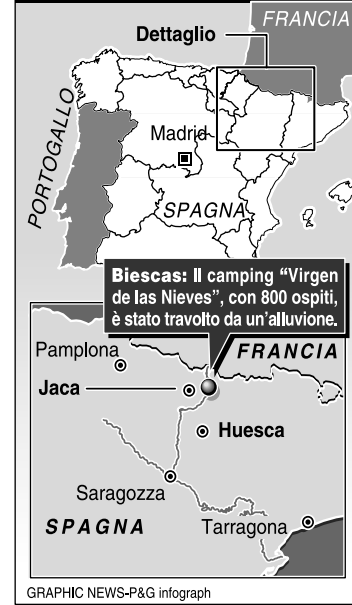 FRANCIA
Dettaglio
PORTOGALLO
Madrid
SPAGNA
Biescas: Il camping “Virgen
de las Nieves”, con 800 ospiti,
è stato travolto da un’alluvione.
Pamplona
FRANCIA
Jaca
Huesca
Saragozza
SPAGNA
Tarragona
GRAPHIC NEWS-P&G infograph